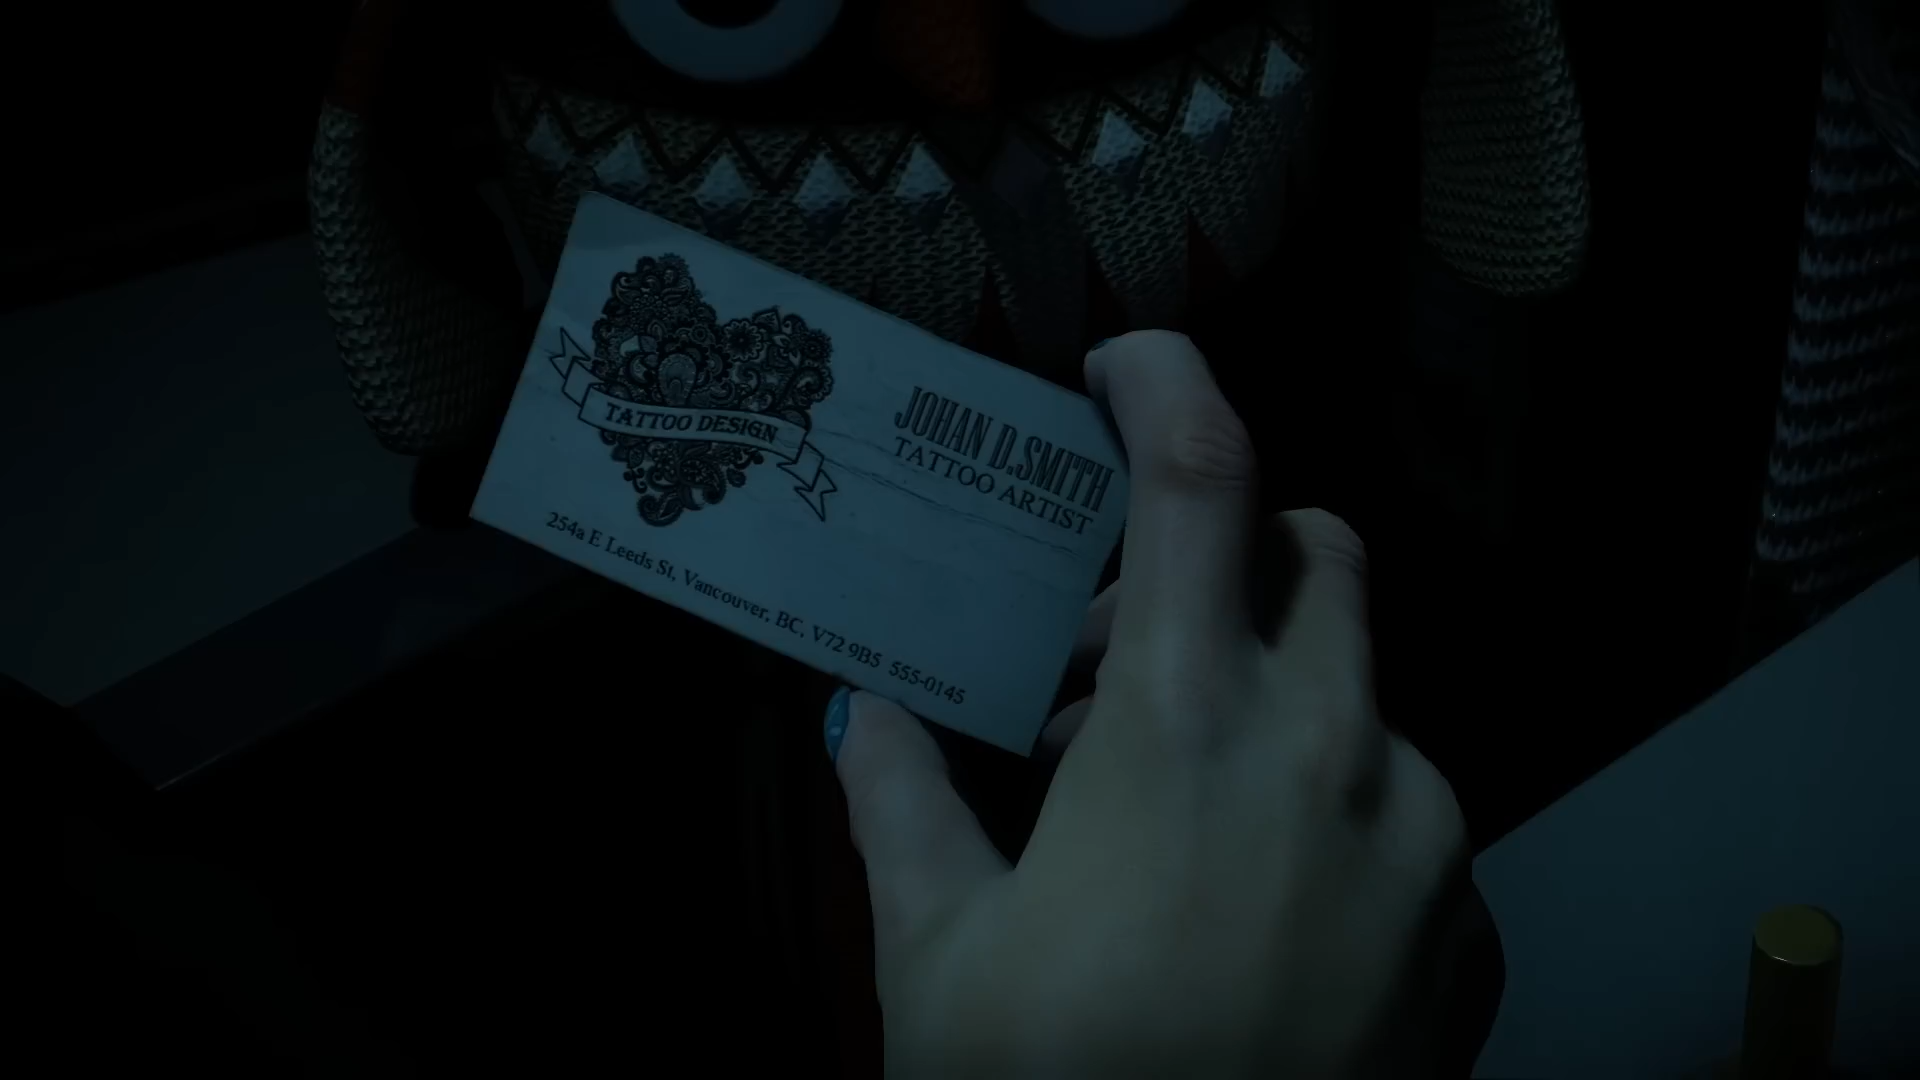 TATTOO DESIGN
JOHAN D.SMITH
TATTOO ARTIST
254a E Leeds St, Vancouver, BC, V72 9B5 555-0145